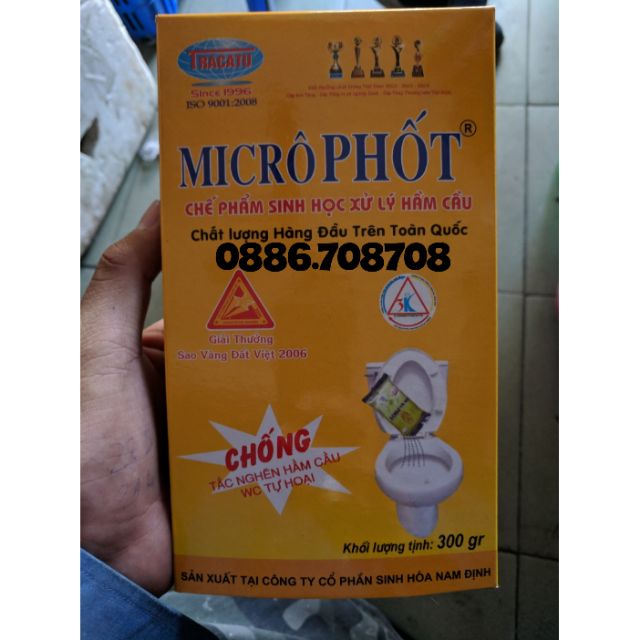 TRACATU
Since 1996
ISO 9001:2008
MICRÔPHỐT®
CHẾ PHẨM SINH HỌC XỬ LÝ HẦM CẦU
Chất lượng Hàng Đầu Trên Toàn Quốc
0886.708708
Giải Thưởng
Sao Vàng Đất Việt 2006
CHỐNG
TẮC NGHẼN HẦM CẦU
WC TỰ HOẠI
Khối lượng tịnh: 300 gr
SẢN XUẤT TẠI CÔNG TY CỔ PHẦN SINH HÓA NAM ĐỊNH